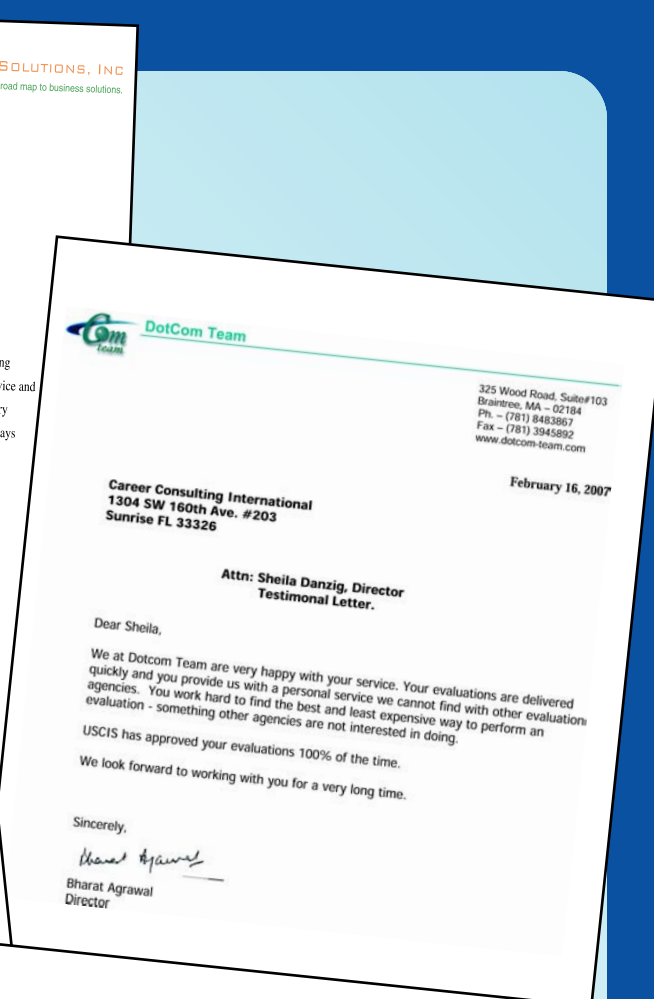 SOLUTIONS, INC
road map to business solutions.
ng
vice and
ry
ays
Com
Team
DotCom Team
325 Wood Road, Suite#103
Braintree, MA – 02184
Ph. – (781) 8483867
Fax – (781) 3945892
www.dotcom-team.com
February 16, 2007
Career Consulting International
1304 SW 160th Ave. #203
Sunrise FL 33326
Attn: Sheila Danzig, Director
Testimonal Letter.
Dear Sheila,
We at Dotcom Team are very happy with your service. Your evaluations are delivered
quickly and you provide us with a personal service we cannot find with other evaluation
agencies. You work hard to find the best and least expensive way to perform an
evaluation - something other agencies are not interested in doing.
USCIS has approved your evaluations 100% of the time.
We look forward to working with you for a very long time.
Sincerely,
Bharat Agrawal
Bharat Agrawal
Director